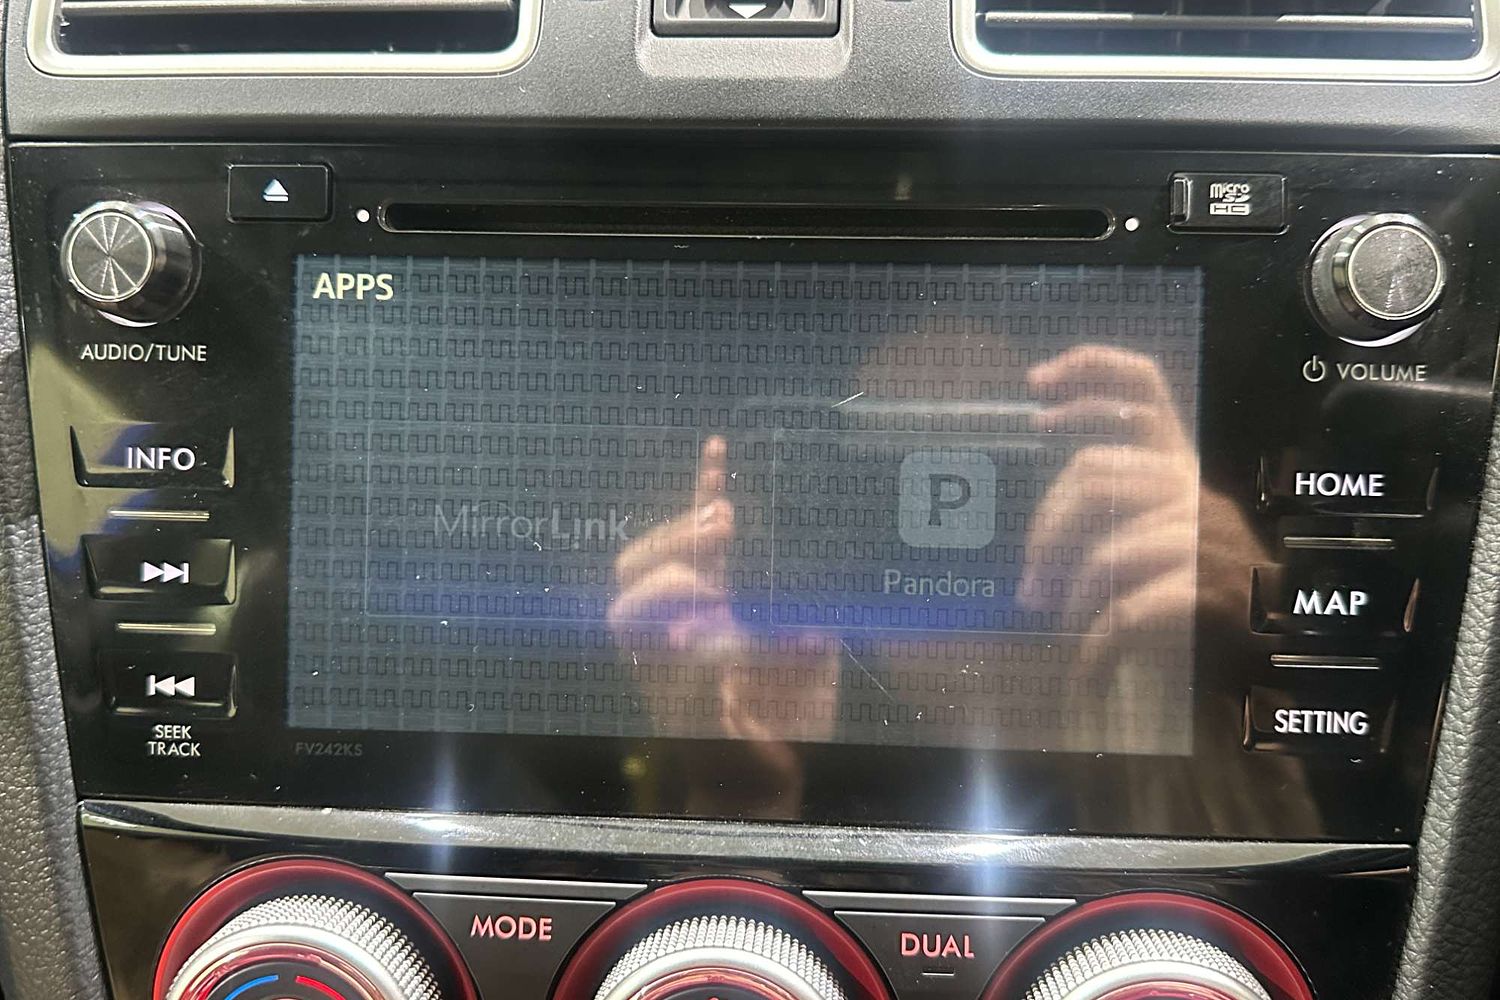 micro
SD
HC
APPS
AUDIO/TUNE
VOLUME
INFO
HOME
P
MirrorLink
Pandora
MAP
SEEK
TRACK
SETTING
FV242KS
MODE
DUAL